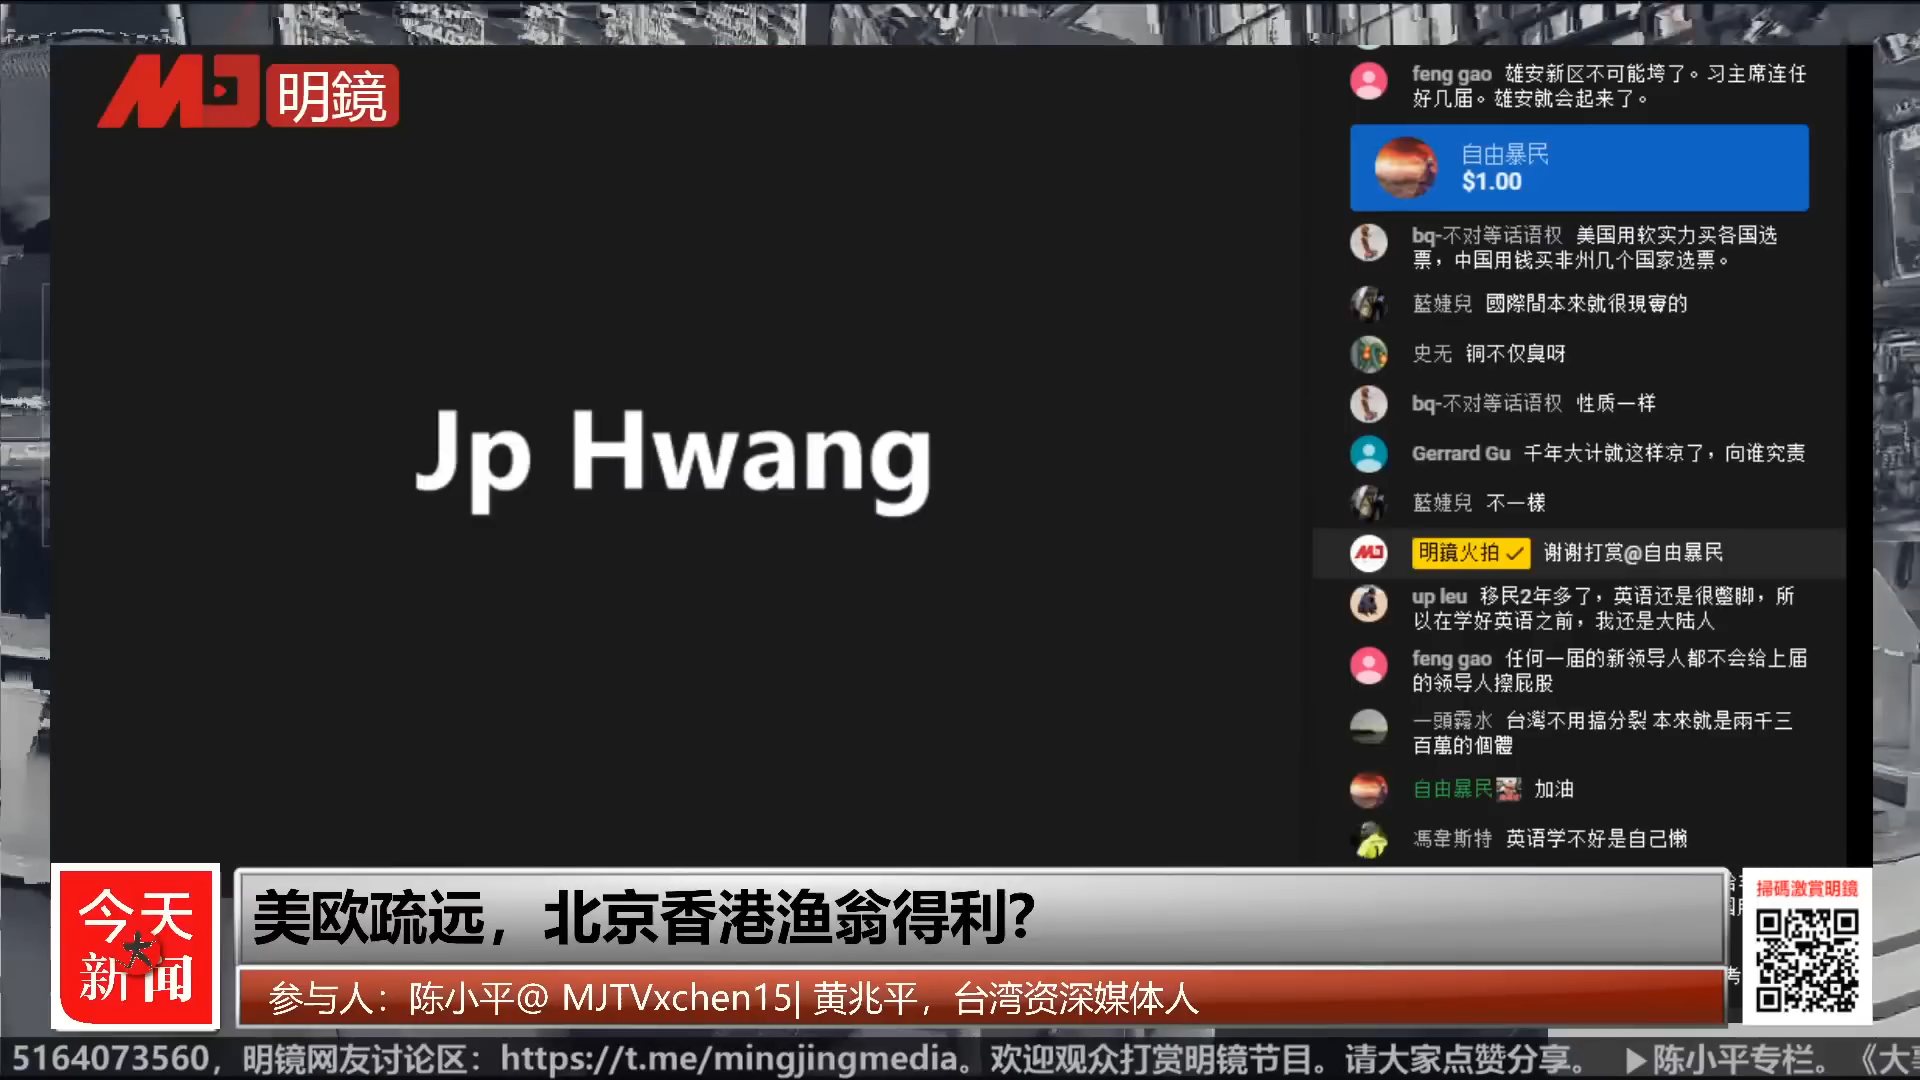 MJ 明鏡
Jp Hwang
feng gao 雄安新区不可能垮了。习主席连任
好几届。雄安就会起来了。
自由暴民
$1.00
bq-不对等话语权 美国用软实力买各国选
票，中国用钱买非州几个国家选票。
藍婕兒 國際間本來就很現實的
史无 铜不仅臭呀
bq-不对等话语权 性质一样
Gerrard Gu 千年大计就这样凉了，向谁究责
藍婕兒 不一樣
明鏡火拍 谢谢打赏@自由暴民
up leu 移民2年多了，英语还是很蹩脚，所
以在学好英语之前，我还是大陆人
feng gao 任何一届的新领导人都不会给上届
的领导人擦屁股
一頭霧水 台灣不用搞分裂 本來就是兩千三
百萬的個體
自由暴民 加油
馮韋斯特 英语学不好是自己懒
今天
大
新闻
美欧疏远，北京香港渔翁得利？
参与人：陈小平@ MJTVxchen15| 黄兆平，台湾资深媒体人
掃碼激賞明鏡
5164073560，明镜网友讨论区：https://t.me/mingjingmedia。欢迎观众打赏明镜节目。请大家点赞分享。 ▶陈小平专栏。《大